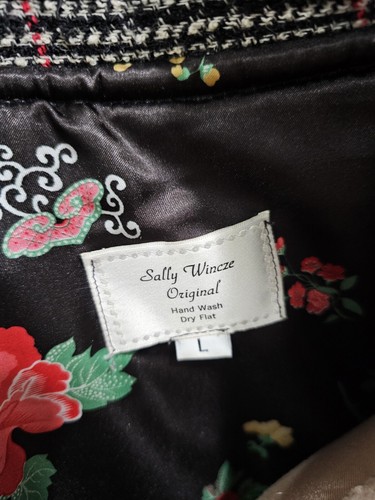 Sally Wincze
Original
Hand Wash
Dry Flat
L